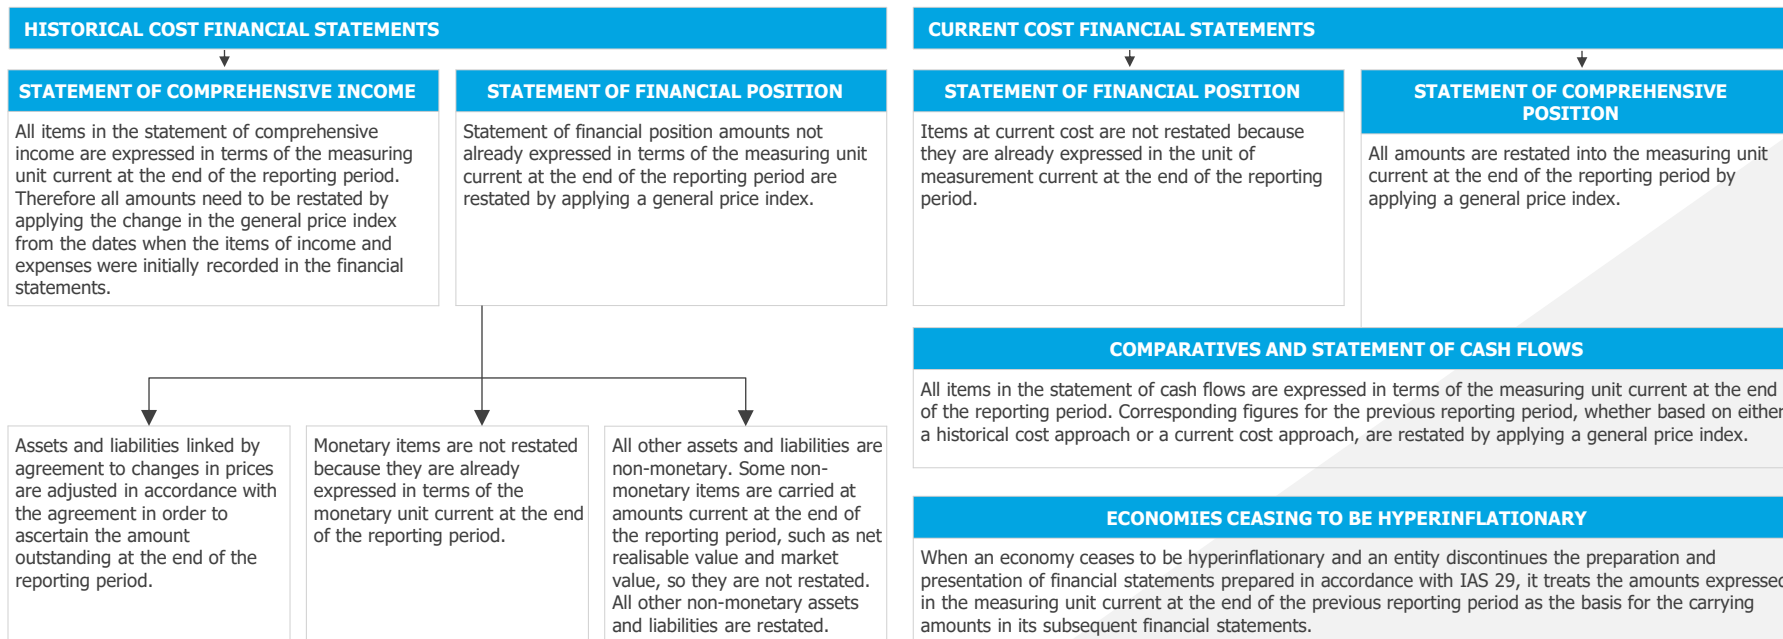 HISTORICAL COST FINANCIAL STATEMENTS
STATEMENT OF COMPREHENSIVE INCOME
All items in the statement of comprehensive
income are expressed in terms of the measuring
unit current at the end of the reporting period.
Therefore all amounts need to be restated by
applying the change in the general price index
from the dates when the items of income and
expenses were initially recorded in the financial
statements.
STATEMENT OF FINANCIAL POSITION
Statement of financial position amounts not
already expressed in terms of the measuring unit
current at the end of the reporting period are
restated by applying a general price index.
Assets and liabilities linked by
agreement to changes in prices
are adjusted in accordance with
the agreement in order to
ascertain the amount
outstanding at the end of the
reporting period.
Monetary items are not restated
because they are already
expressed in terms of the
monetary unit current at the end
of the reporting period.
All other assets and liabilities are
non-monetary. Some non-
monetary items are carried at
amounts current at the end of
the reporting period, such as net
realisable value and market
value, so they are not restated.
All other non-monetary assets
and liabilities are restated.
CURRENT COST FINANCIAL STATEMENTS
STATEMENT OF FINANCIAL POSITION
Items at current cost are not restated because
they are already expressed in the unit of
measurement current at the end of the reporting
period.
STATEMENT OF COMPREHENSIVE
POSITION
All amounts are restated into the measuring unit
current at the end of the reporting period by
applying a general price index.
COMPARATIVES AND STATEMENT OF CASH FLOWS
All items in the statement of cash flows are expressed in terms of the measuring unit current at the end
of the reporting period. Corresponding figures for the previous reporting period, whether based on either
a historical cost approach or a current cost approach, are restated by applying a general price index.
ECONOMIES CEASING TO BE HYPERINFLATIONARY
When an economy ceases to be hyperinflationary and an entity discontinues the preparation and
presentation of financial statements prepared in accordance with IAS 29, it treats the amounts expressed
in the measuring unit current at the end of the previous reporting period as the basis for the carrying
amounts in its subsequent financial statements.